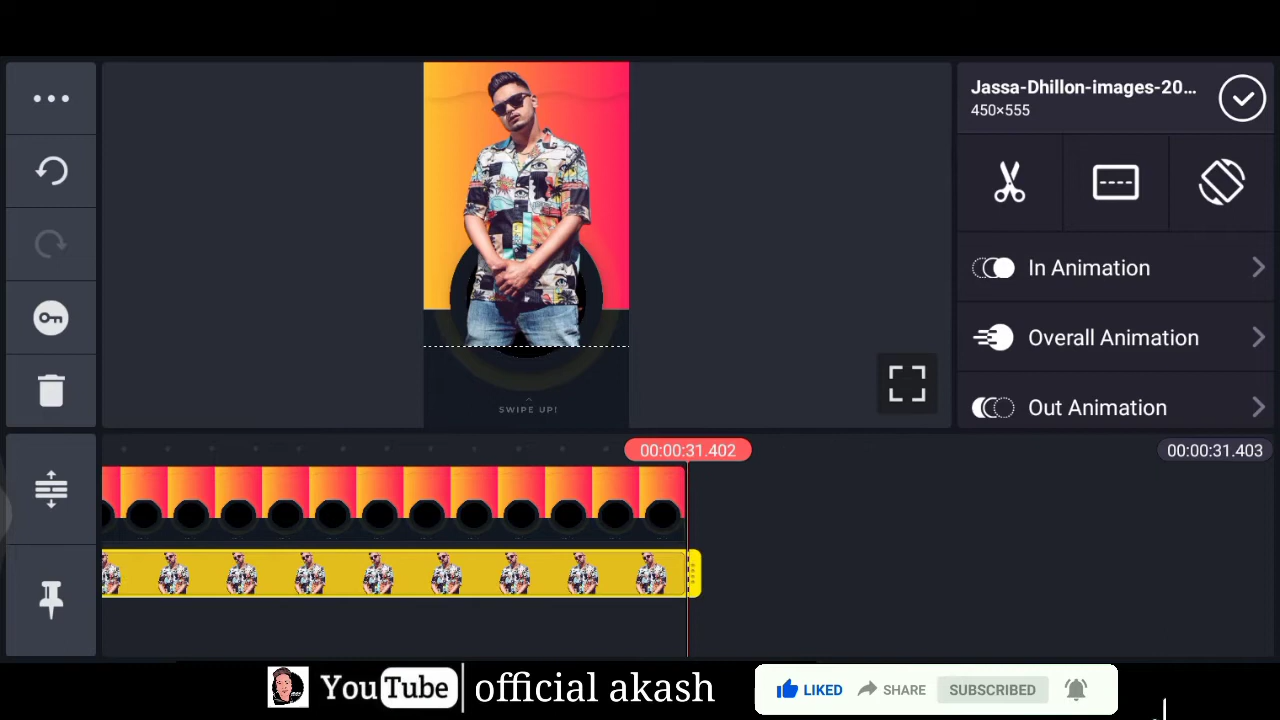 Jassa-Dhillon-images-20...
450×555
In Animation
Overall Animation
Out Animation
SWIPE UP!
00:00:31.402
00:00:31.403
YouTube official akash
LIKED SHARE SUBSCRIBED